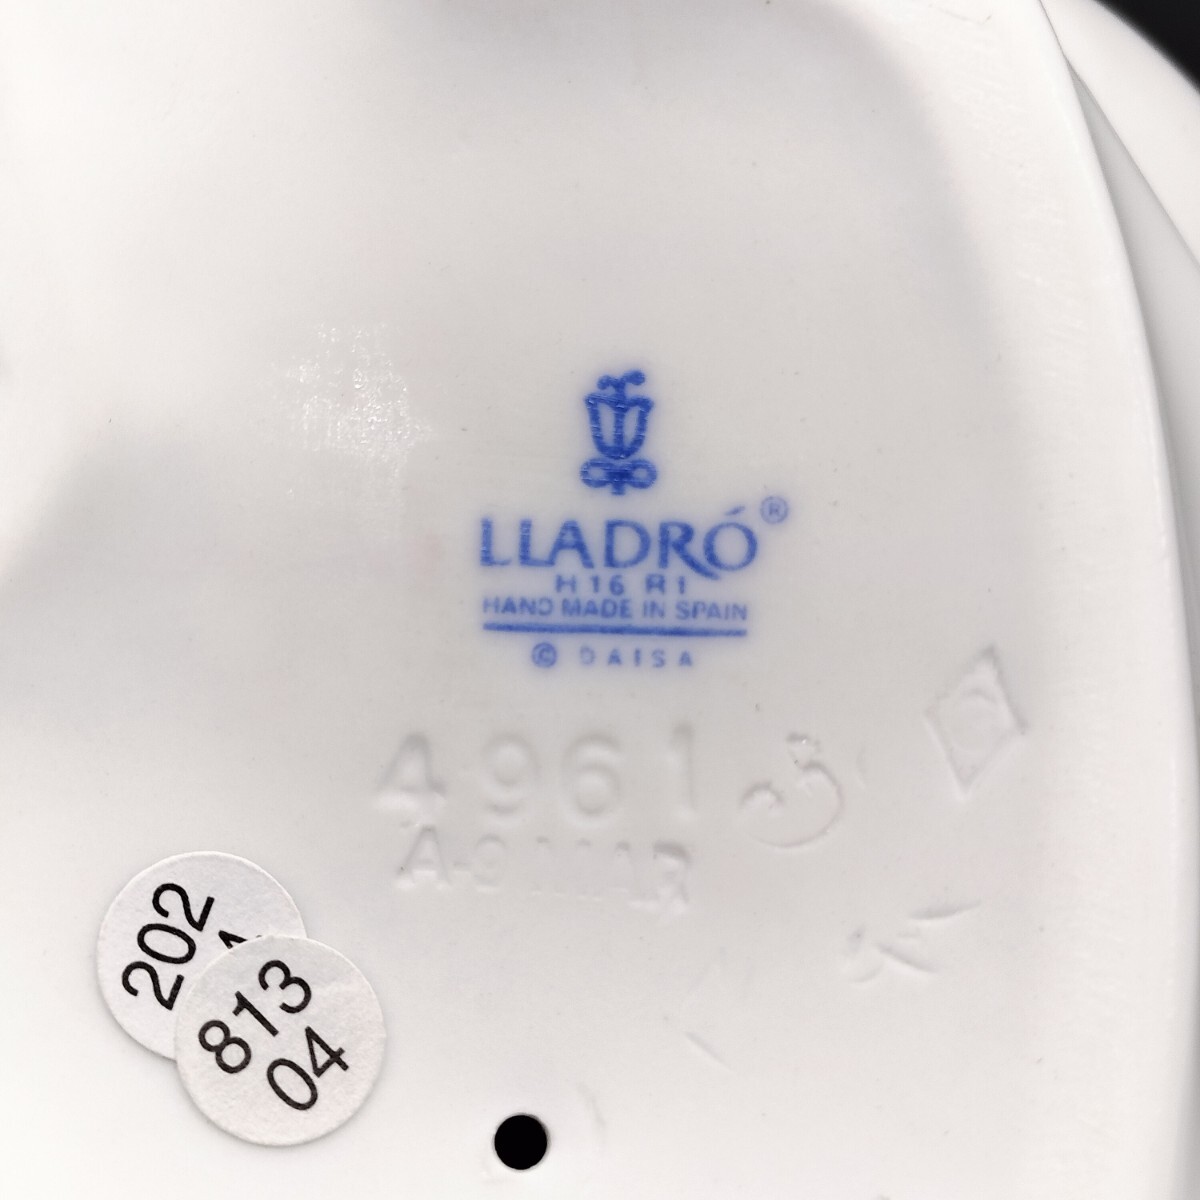 LLADRÓ®
H16 R1
HAND MADE IN SPAIN
© DAISA
4961
202
813
04